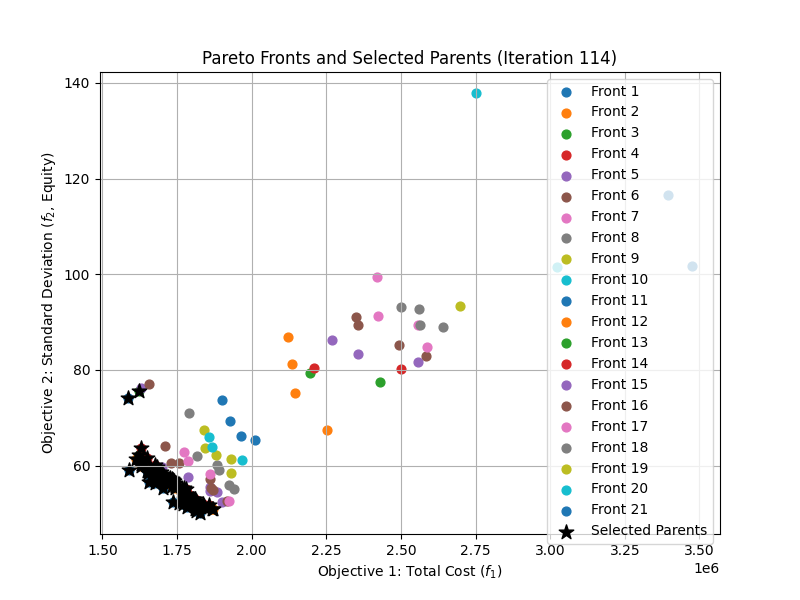 Pareto Fronts and Selected Parents (Iteration 114)
140
120
100
80
60
Objective 2: Standard Deviation (f₂, Equity)
Front 1
Front 2
Front 3
Front 4
Front 5
Front 6
Front 7
Front 8
Front 9
Front 10
Front 11
Front 12
Front 13
Front 14
Front 15
Front 16
Front 17
Front 18
Front 19
Front 20
Front 21
Selected Parents
1.50 1.75 2.00 2.25 2.50 2.75 3.00 3.25 3.50
1e6
Objective 1: Total Cost (f₁)